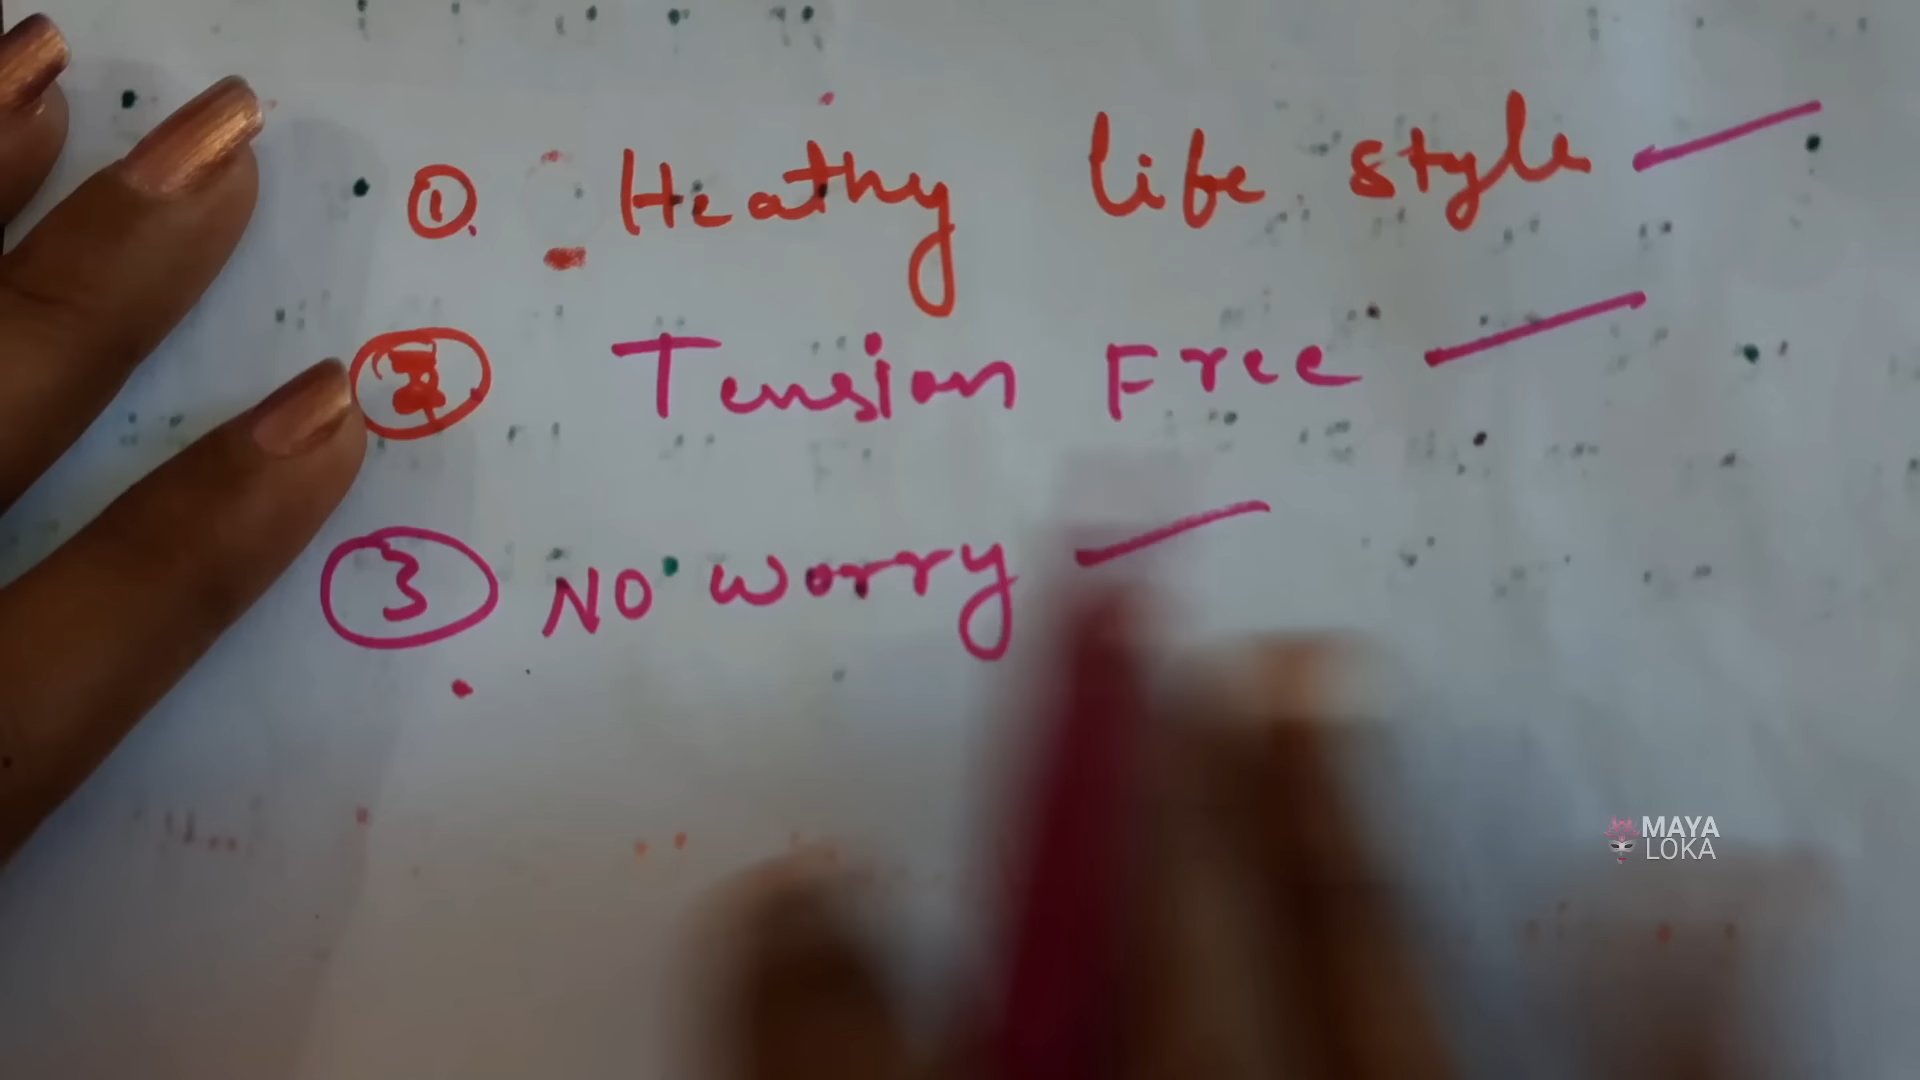 ① Heathy life style
② Tension Free
③ NO worry
MAYA
LOKA